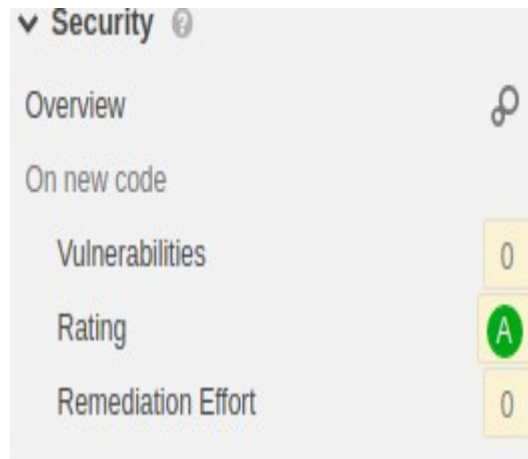 Security ?
Overview
On new code
Vulnerabilities 0
Rating A
Remediation Effort 0